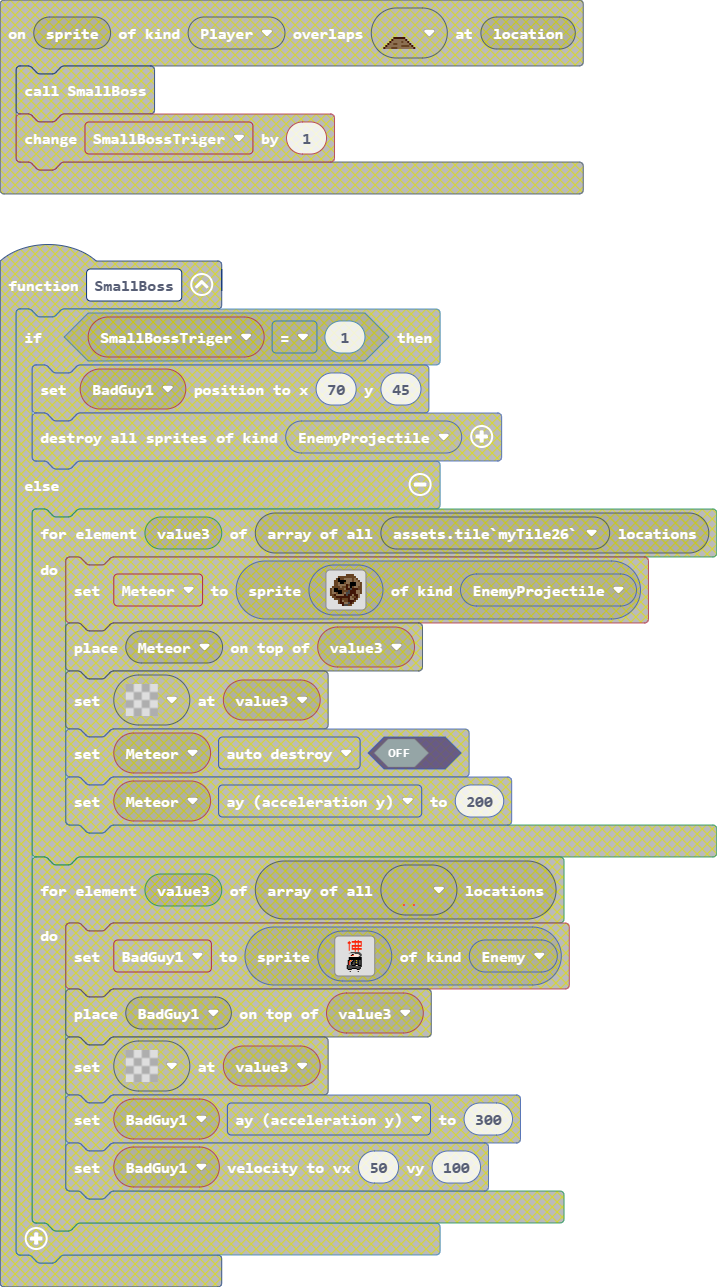 on sprite of kind Player overlaps at location
call SmallBoss
change SmallBossTriger by 1
function SmallBoss
if SmallBossTriger = 1 then
set BadGuy1 position to x 70 y 45
destroy all sprites of kind EnemyProjectile
else
for element value3 of array of all assets.tile`myTile26` locations
do
set Meteor to sprite of kind EnemyProjectile
place Meteor on top of value3
set at value3
set Meteor auto destroy OFF
set Meteor ay (acceleration y) to 200
for element value3 of array of all locations
do
set BadGuy1 to sprite of kind Enemy
place BadGuy1 on top of value3
set at value3
set BadGuy1 ay (acceleration y) to 300
set BadGuy1 velocity to vx 50 vy 100